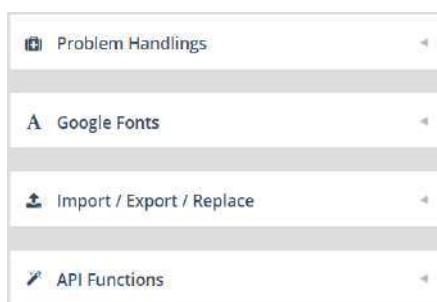 Problem Handlings
Google Fonts
Import / Export / Replace
API Functions